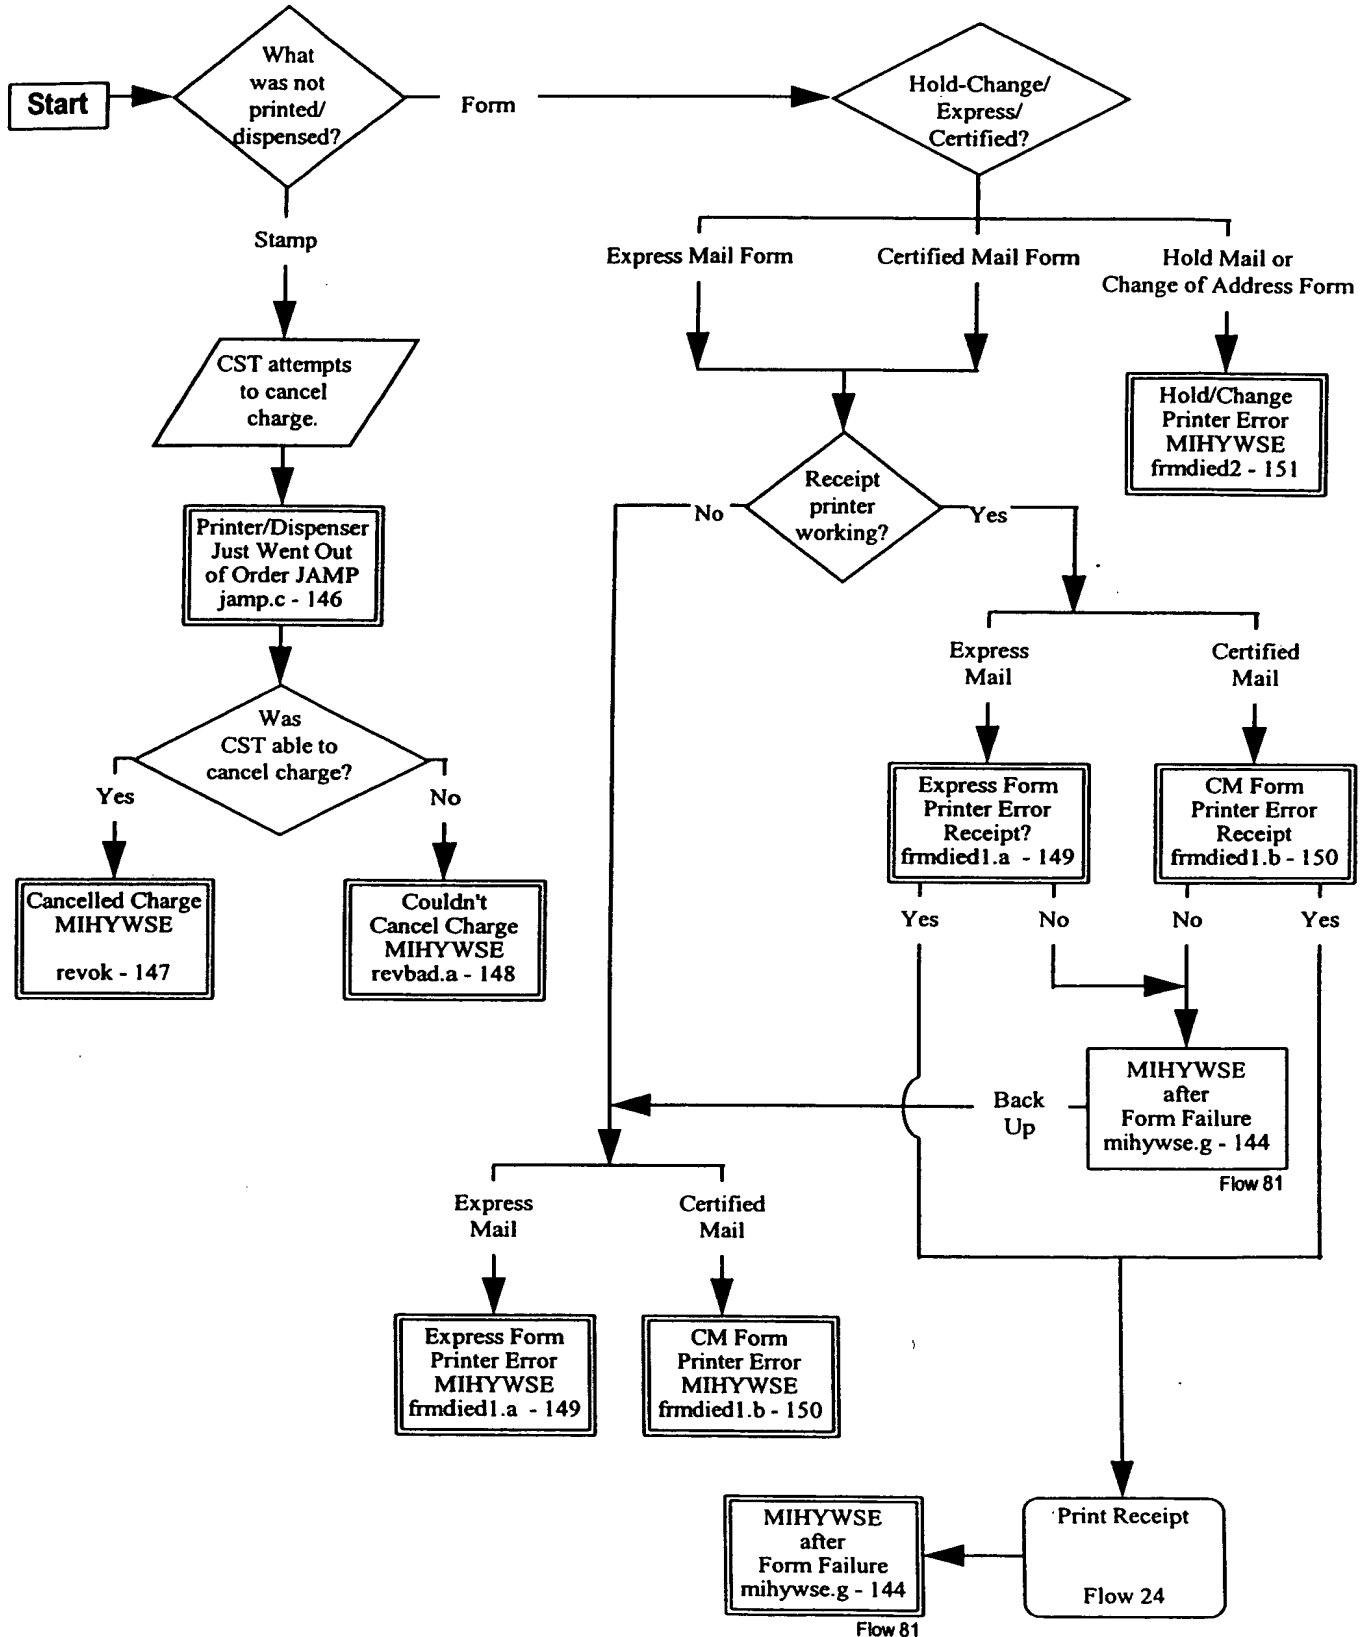 Start
What
was not
printed/
dispensed?
Form
Hold-Change/
Express/
Certified?
Stamp
Express Mail Form
Certified Mail Form
Hold Mail or
Change of Address Form
CST attempts
to cancel
charge.
Hold/Change
Printer Error
MIHYWSE
frmdied2 - 151
Receipt
printer
working?
No
Yes
Printer/Dispenser
Just Went Out
of Order JAMP
jamp.c - 146
Express
Mail
Certified
Mail
Was
CST able to
cancel charge?
Yes
No
Express Form
Printer Error
Receipt?
frmdied1.a - 149
CM Form
Printer Error
Receipt
frmdied1.b - 150
Cancelled Charge
MIHYWSE
revok - 147
Couldn't
Cancel Charge
MIHYWSE
revbad.a - 148
Yes
No
No
Yes
MIHYWSE
after
Form Failure
mihywse.g - 144
Flow 81
Back
Up
Express
Mail
Certified
Mail
Express Form
Printer Error
MIHYWSE
frmdied1.a - 149
CM Form
Printer Error
MIHYWSE
frmdied1.b - 150
MIHYWSE
after
Form Failure
mihywse.g - 144
Flow 81
Print Receipt
Flow 24